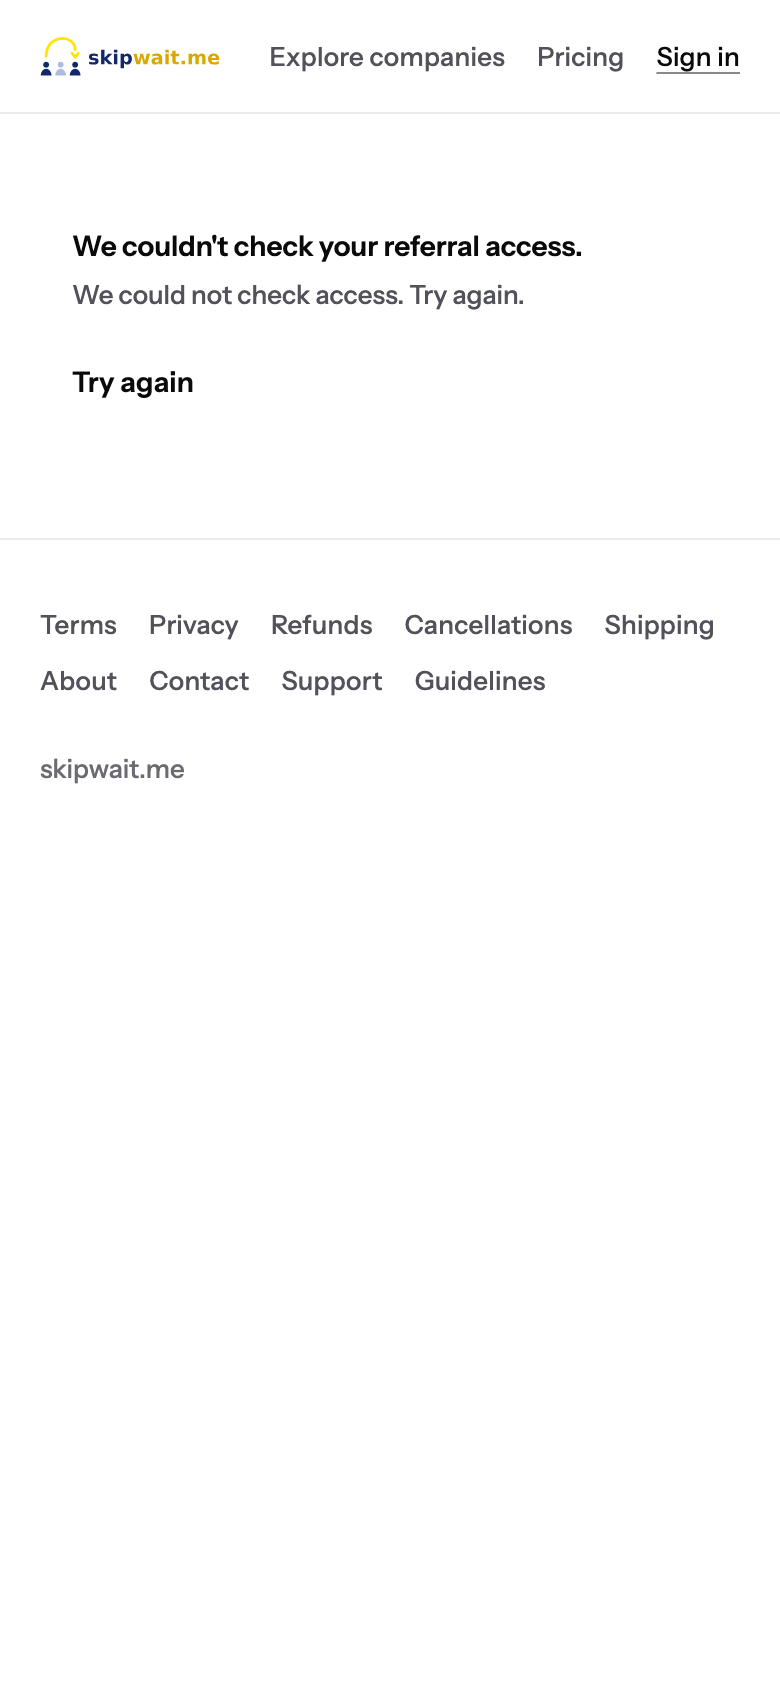 skipwait.me Explore companies Pricing Sign in
We couldn't check your referral access.
We could not check access. Try again.
Try again
Terms Privacy Refunds Cancellations Shipping
About Contact Support Guidelines
skipwait.me